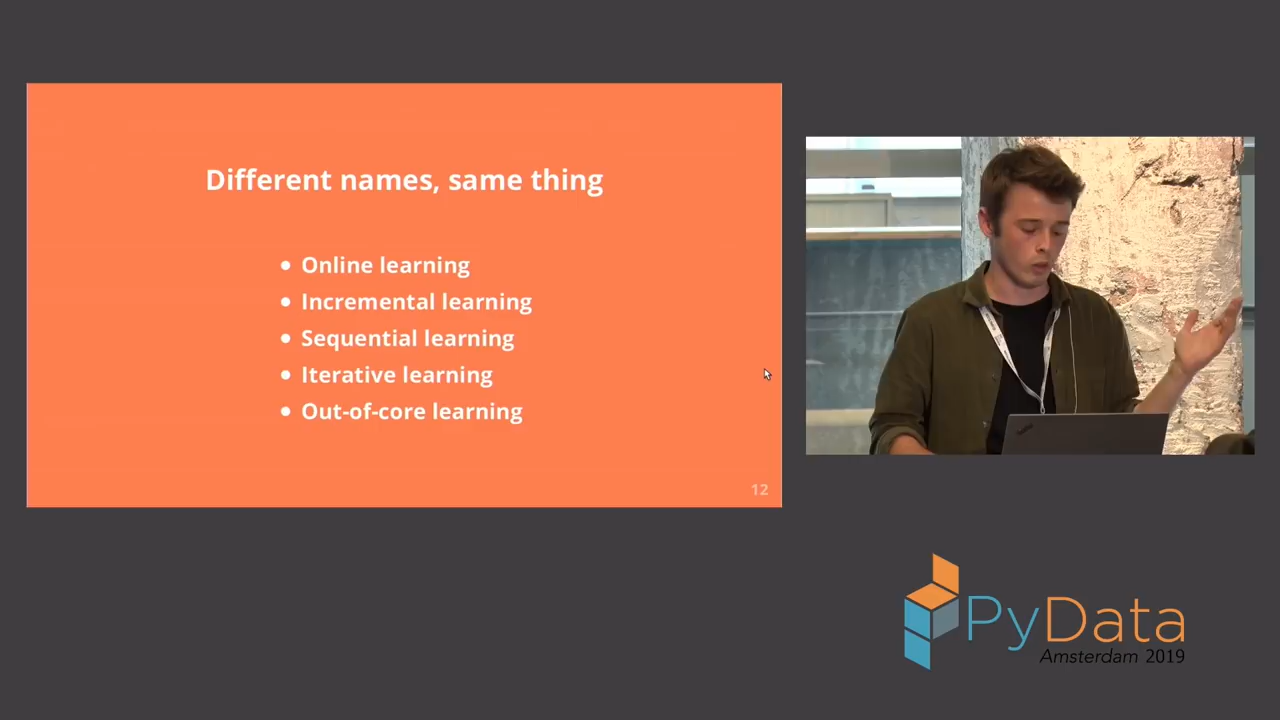 Different names, same thing
• Online learning
• Incremental learning
• Sequential learning
• Iterative learning
• Out-of-core learning
12
PyData
Amsterdam 2019